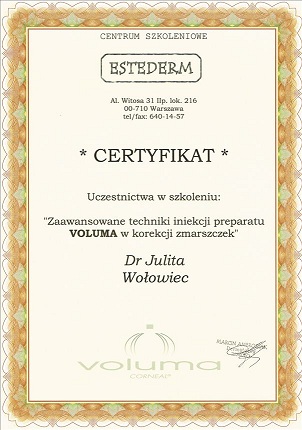 CENTRUM SZKOLENIOWE
ESTEDERM
Al. Witosa 31 IIp. lok. 216
00-710 Warszawa
tel/fax: 640-14-57
* CERTYFIKAT *
Uczestnictwa w szkoleniu:
"Zaawansowane techniki iniekcji preparatu
VOLUMA w korekcji zmarszczek"
Dr Julita
Wołowiec
voluma
CORNEAL®